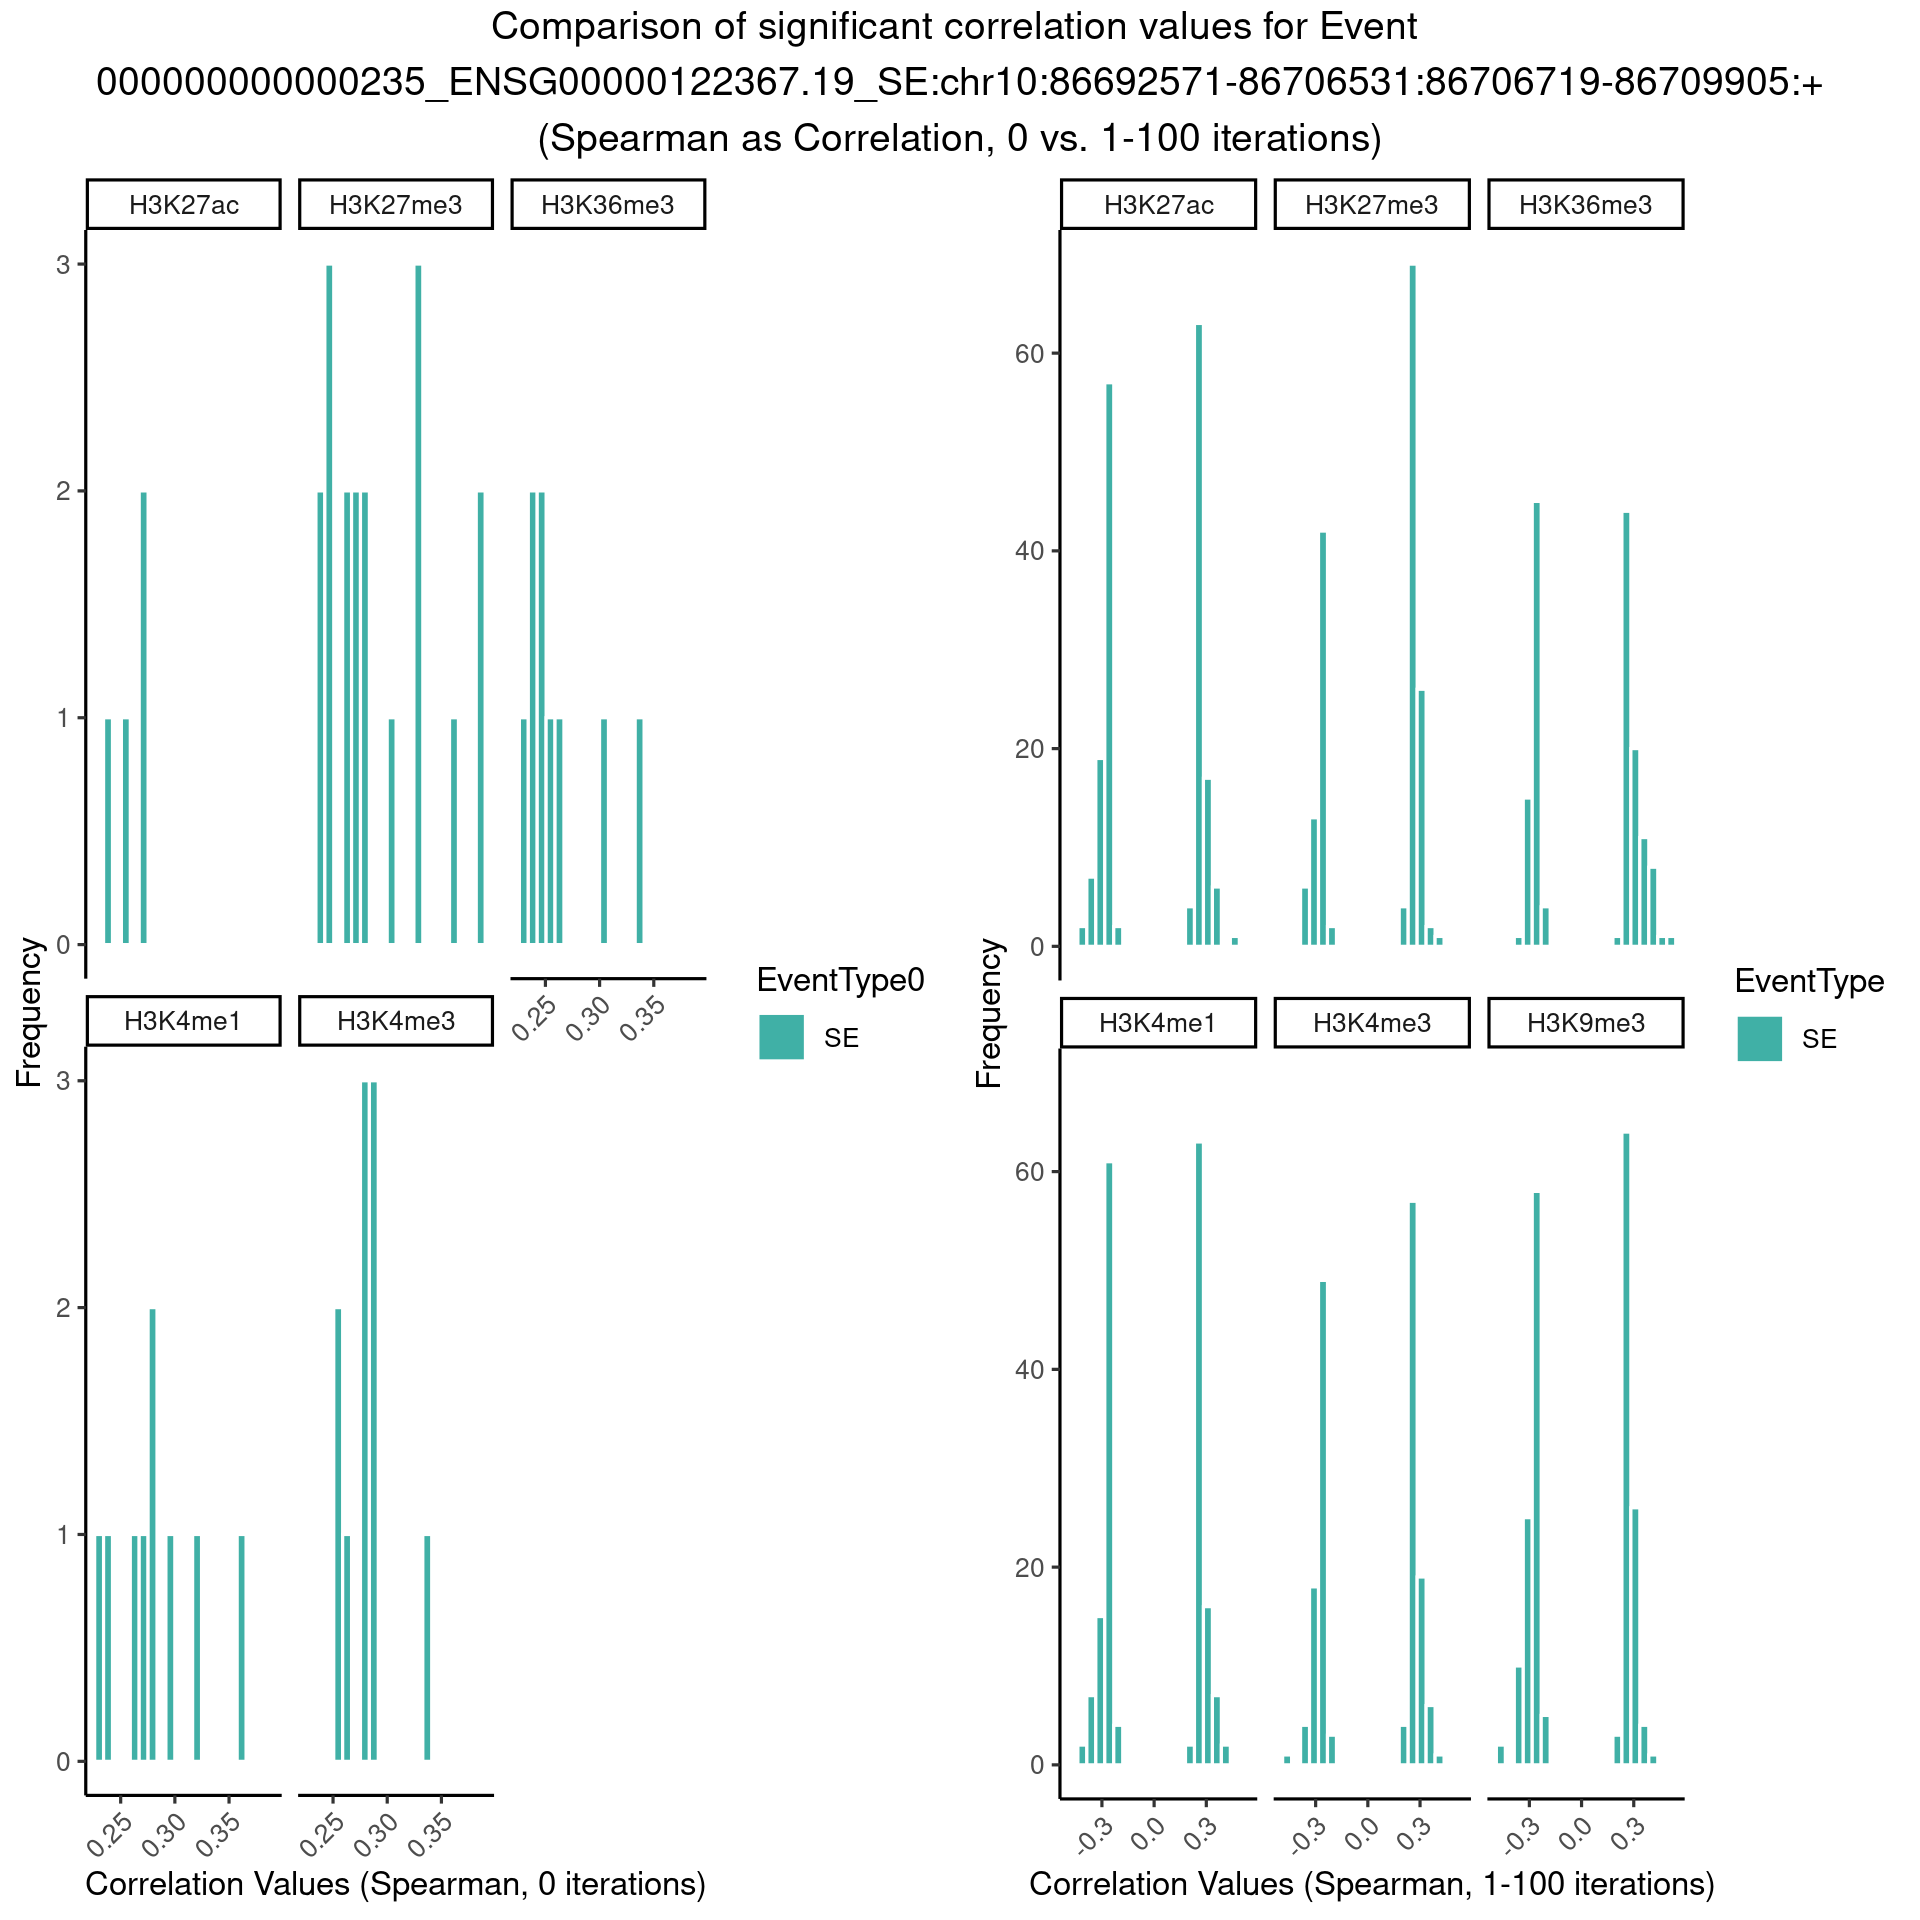 Comparison of significant correlation values for Event
000000000000235_ENSG00000122367.19_SE:chr10:86692571-86706531:86706719-86709905:+
(Spearman as Correlation, 0 vs. 1-100 iterations)
H3K27ac
H3K27me3
H3K36me3
3
2
1
0
0.25
0.30
0.35
H3K4me1
H3K4me3
3
2
1
0
0.25
0.30
0.35
0.25
0.30
0.35
Frequency
Correlation Values (Spearman, 0 iterations)
EventType0
SE
H3K27ac
H3K27me3
H3K36me3
60
40
20
0
H3K4me1
H3K4me3
H3K9me3
60
40
20
0
-0.3
0.0
0.3
-0.3
0.0
0.3
-0.3
0.0
0.3
Frequency
Correlation Values (Spearman, 1-100 iterations)
EventType
SE